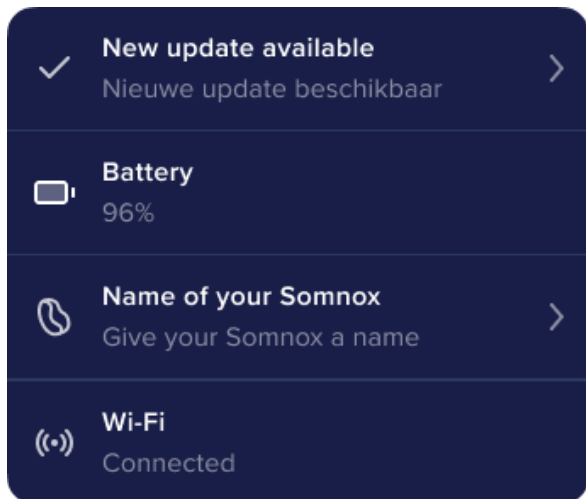 New update available
Nieuwe update beschikbaar
Battery
96%
Name of your Somnox
Give your Somnox a name
Wi-Fi
Connected